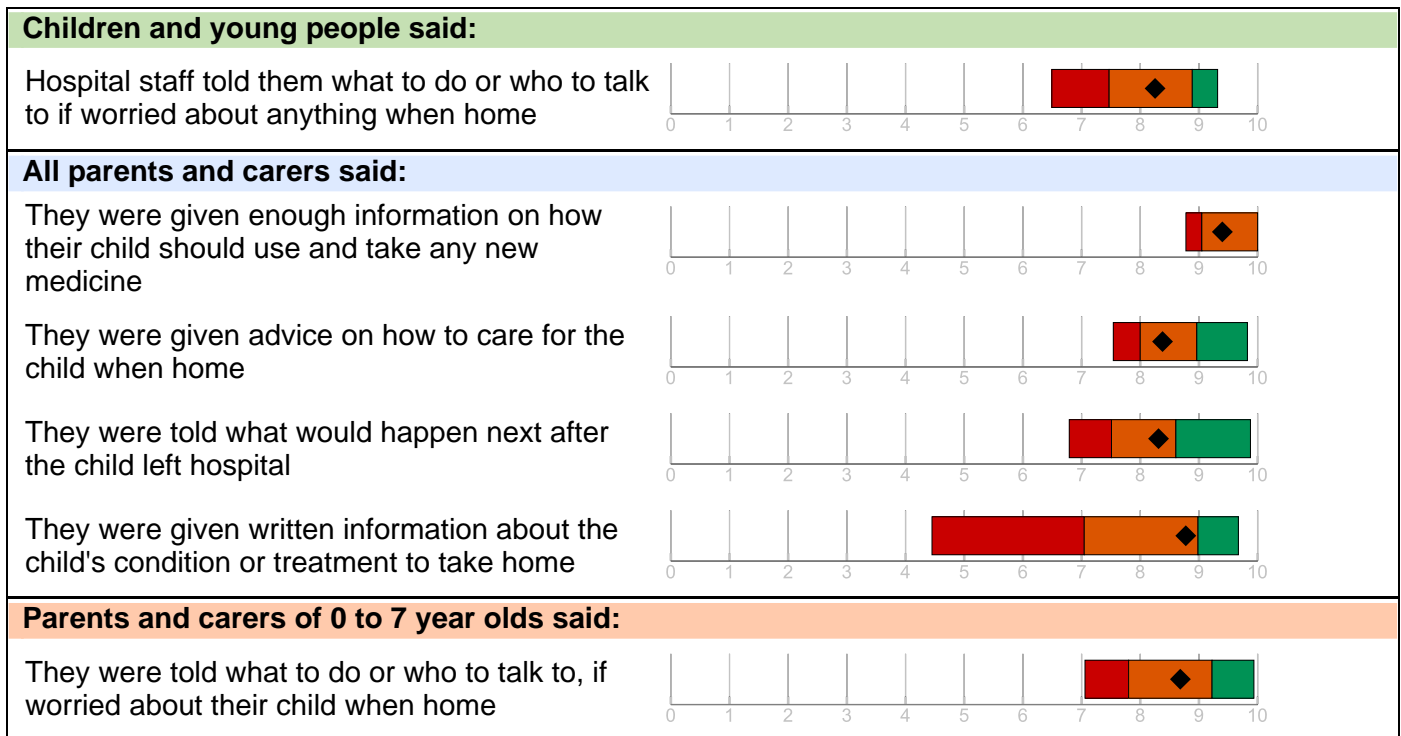 Children and young people said:
Hospital staff told them what to do or who to talk
to if worried about anything when home
0 1 2 3 4 5 6 7 8 9 10
All parents and carers said:
They were given enough information on how
their child should use and take any new
medicine
0 1 2 3 4 5 6 7 8 9 10
They were given advice on how to care for the
child when home
0 1 2 3 4 5 6 7 8 9 10
They were told what would happen next after
the child left hospital
0 1 2 3 4 5 6 7 8 9 10
They were given written information about the
child's condition or treatment to take home
0 1 2 3 4 5 6 7 8 9 10
Parents and carers of 0 to 7 year olds said:
They were told what to do or who to talk to, if
worried about their child when home
0 1 2 3 4 5 6 7 8 9 10